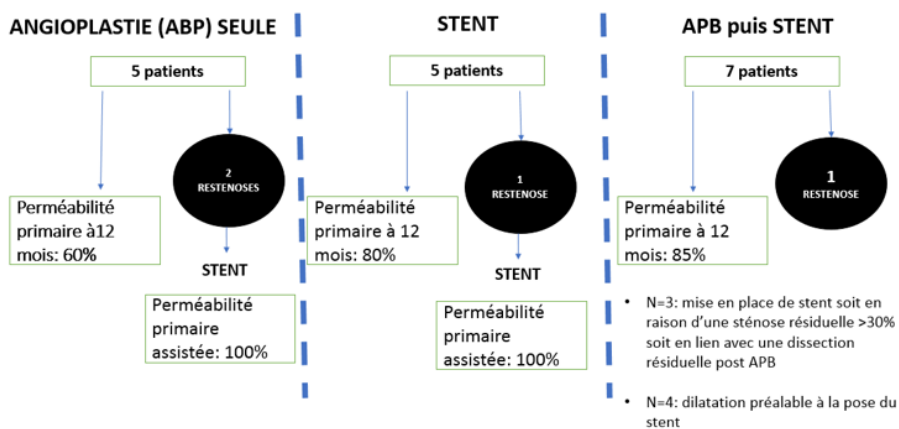 ANGIOPLASTIE (ABP) SEULE
5 patients
2
RESTENOSES
Perméabilité
primaire à12
mois: 60%
STENT
Perméabilité
primaire
assistée: 100%
STENT
5 patients
1
RESTENOSE
Perméabilité
primaire à 12
mois: 80%
STENT
Perméabilité
primaire
assistée: 100%
APB puis STENT
7 patients
1
RESTENOSE
Perméabilité
primaire à 12
mois: 85%
• N=3: mise en place de stent soit en
raison d’une sténose résiduelle >30%
soit en lien avec une dissection
résiduelle post APB
• N=4: dilatation préalable à la pose du
stent